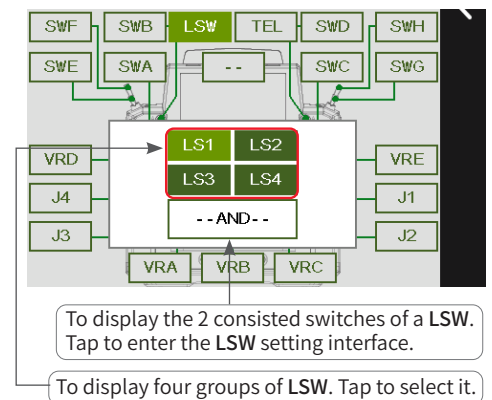 SWF SWB LSW TEL SWD SWH
SWE SWA -- SWC SWG
LS1 LS2
VRD VRE
LS3 LS4
J4 J1
--AND--
J3 J2
VRA VRB VRC
To display the 2 consisted switches of a LSW.
Tap to enter the LSW setting interface.
To display four groups of LSW. Tap to select it.